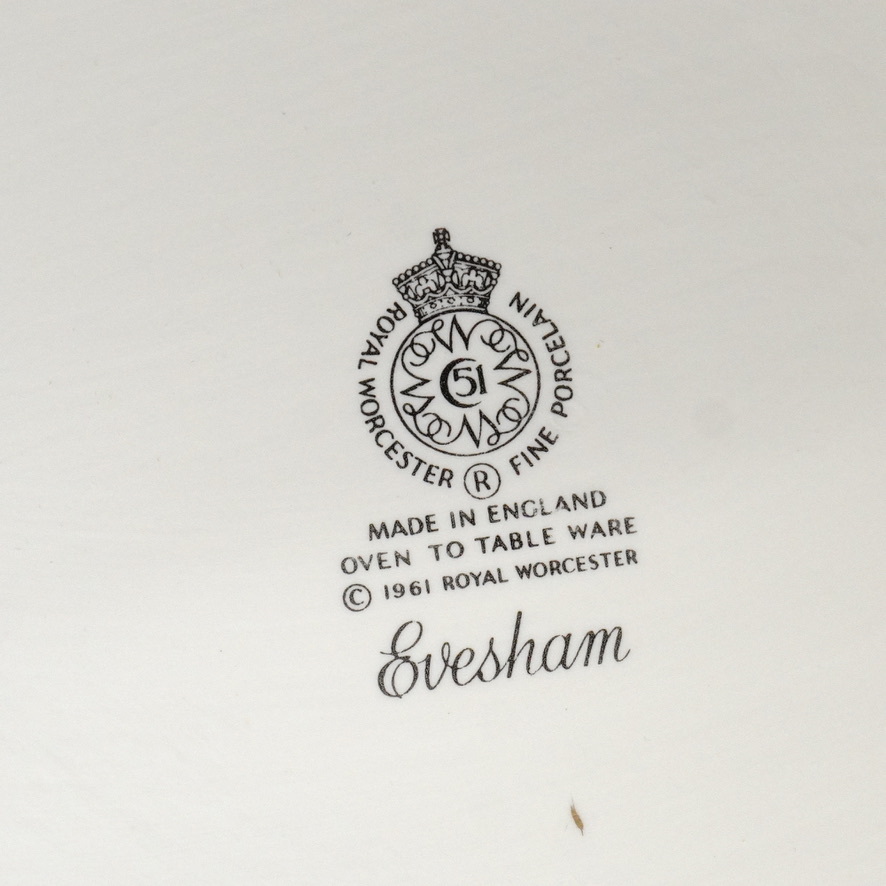 ROYAL WORCESTER ® FINE PORCELAIN
51
MADE IN ENGLAND
OVEN TO TABLE WARE
© 1961 ROYAL WORCESTER
Evesham